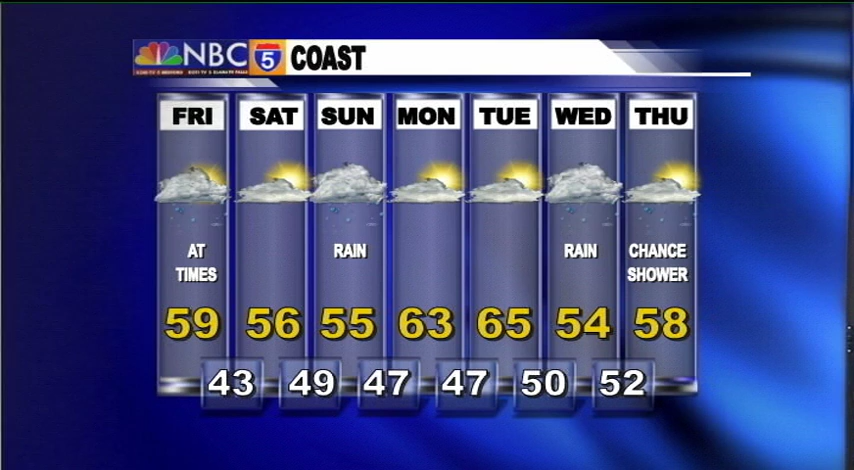 NBC 5 COAST
FRI SAT SUN MON TUE WED THU
AT TIMES
RAIN
RAIN
CHANCE SHOWER
59 56 55 63 65 54 58
43 49 47 47 50 52